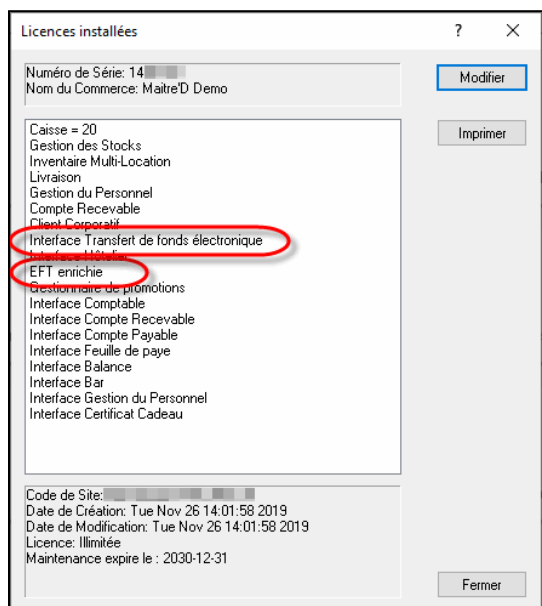 Licences installées
?
Numéro de Série: 14
Nom du Commerce: Maitre'D Demo
Modifier
Imprimer
Caisse = 20
Gestion des Stocks
Inventaire Multi-Location
Livraison
Gestion du Personnel
Compte Recevable
Client Corporatif
Interface Transfert de fonds électronique
Interface Hôtelier
EFT enrichie
Gestionnaire de promotions
Interface Comptable
Interface Compte Recevable
Interface Compte Payable
Interface Feuille de paye
Interface Balance
Interface Bar
Interface Gestion du Personnel
Interface Certificat Cadeau
Code de Site:
Date de Création: Tue Nov 26 14:01:58 2019
Date de Modification: Tue Nov 26 14:01:58 2019
Licence: Illimitée
Maintenance expire le : 2030-12-31
Fermer